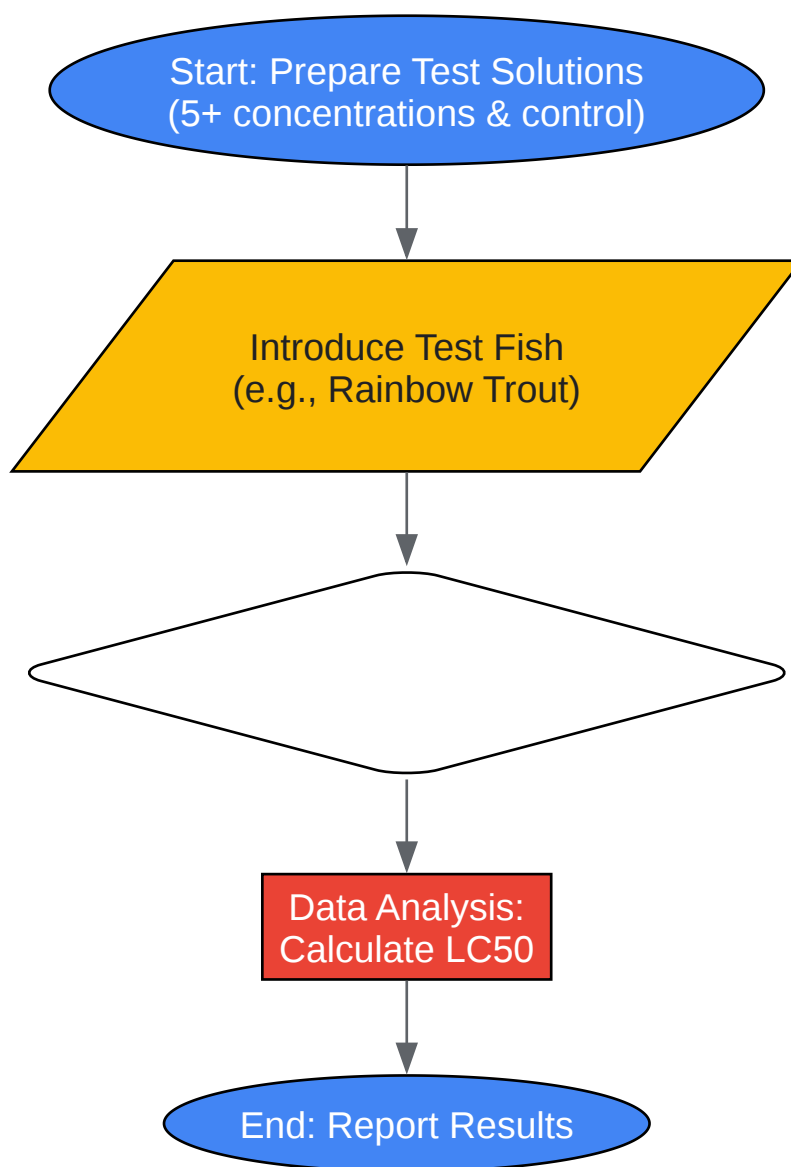 Start: Prepare Test Solutions
(5+ concentrations & control)
Introduce Test Fish
(e.g., Rainbow Trout)
Data Analysis:
Calculate LC50
End: Report Results